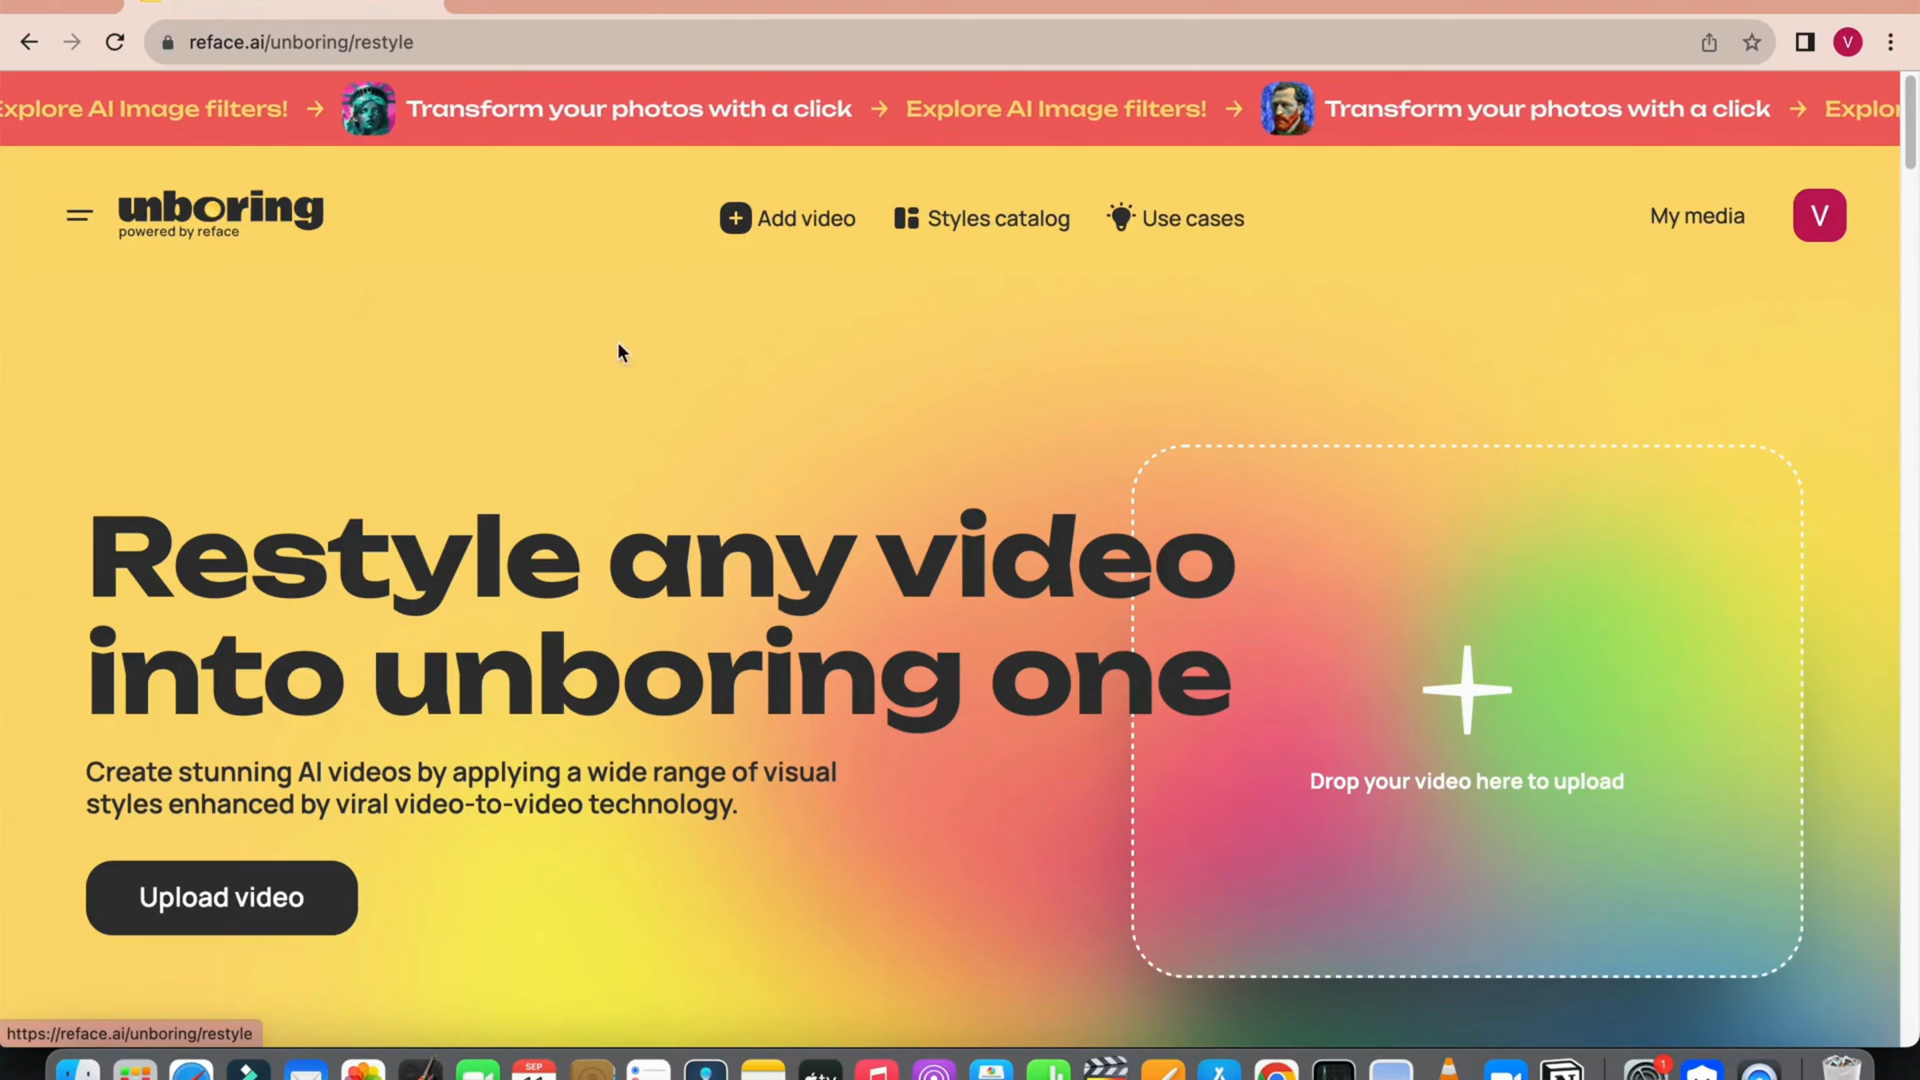 reface.ai/unboring/restyle
V
xplore AI Image filters! → Transform your photos with a click → Explore AI Image filters! → Transform your photos with a click → Explor
unboring
powered by reface
Add video
Styles catalog
Use cases
My media
V
Restyle any video
into unboring one
Create stunning AI videos by applying a wide range of visual
styles enhanced by viral video-to-video technology.
Upload video
Drop your video here to upload
https://reface.ai/unboring/restyle
SEP
1